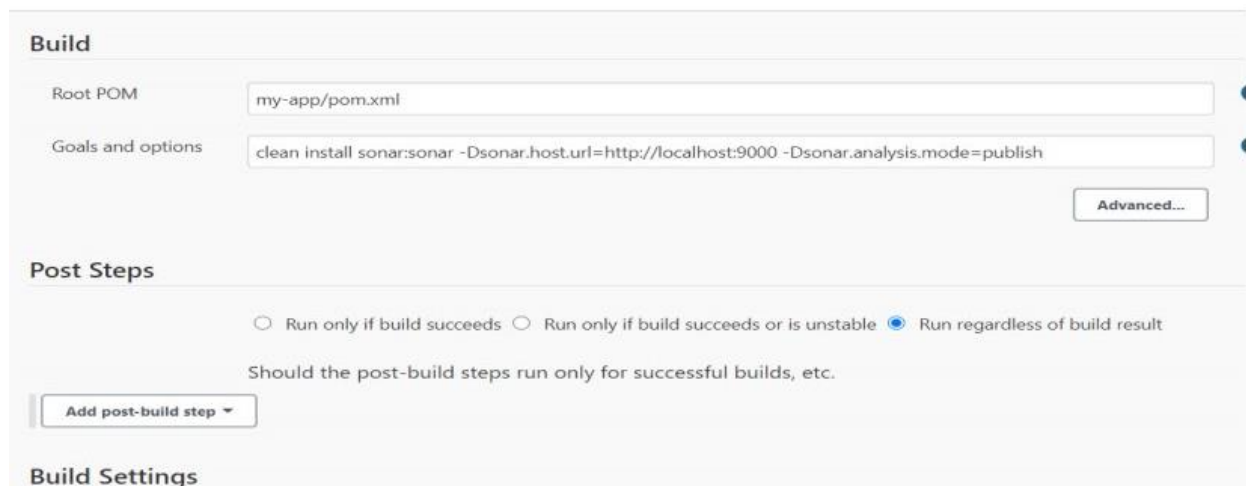 Build
Root POM
my-app/pom.xml
Goals and options
clean install sonar:sonar -Dsonar.host.url=http://localhost:9000 -Dsonar.analysis.mode=publish
Advanced...
Post Steps
Run only if build succeeds Run only if build succeeds or is unstable Run regardless of build result
Should the post-build steps run only for successful builds, etc.
Add post-build step
Build Settings